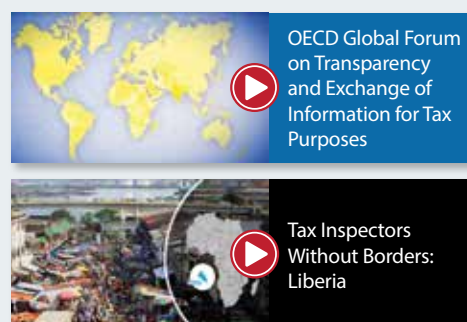 OECD Global Forum
on Transparency
and Exchange of
Information for Tax
Purposes
Tax Inspectors
Without Borders:
Liberia